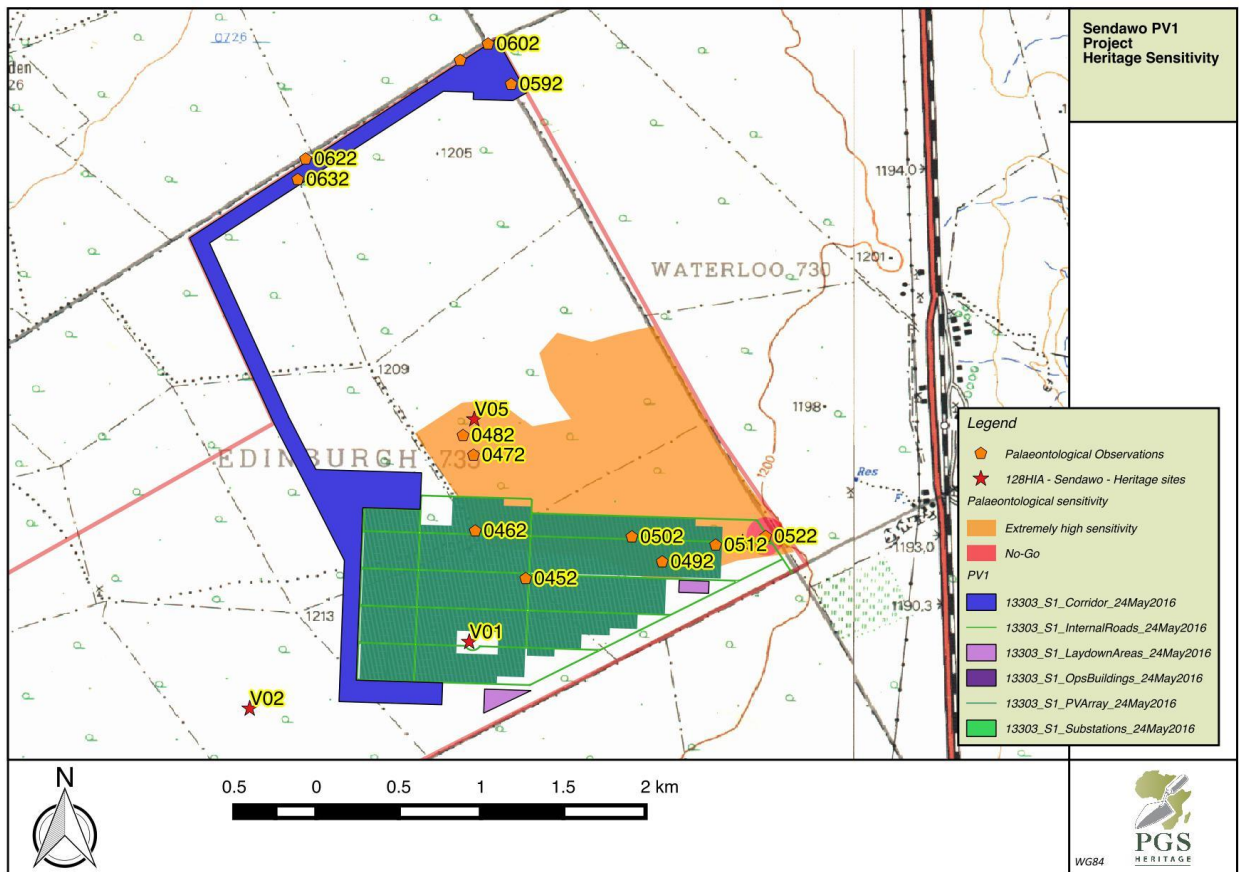 Sendawo PV1
Project
Heritage Sensitivity
0726
den
26
0602
0592
0622
1205
0632
1194,0
WATERLOO 730
1201
1209
1198
V05
0482
0472
EDINBURGH 735
1200
Res
F
0462
0502
0522
0512
1193,0
0492
0452
1190,3
1213
V01
V02
Legend
Palaeontological Observations
128HIA - Sendawo - Heritage sites
Palaeontological sensitivity
Extremely high sensitivity
No-Go
PV1
13303_S1_Corridor_24May2016
13303_S1_InternalRoads_24May2016
13303_S1_LaydownAreas_24May2016
13303_S1_OpsBuildings_24May2016
13303_S1_PVArray_24May2016
13303_S1_Substations_24May2016
N
0.5 0 0.5 1 1.5 2 km
WG84
PGS
HERITAGE